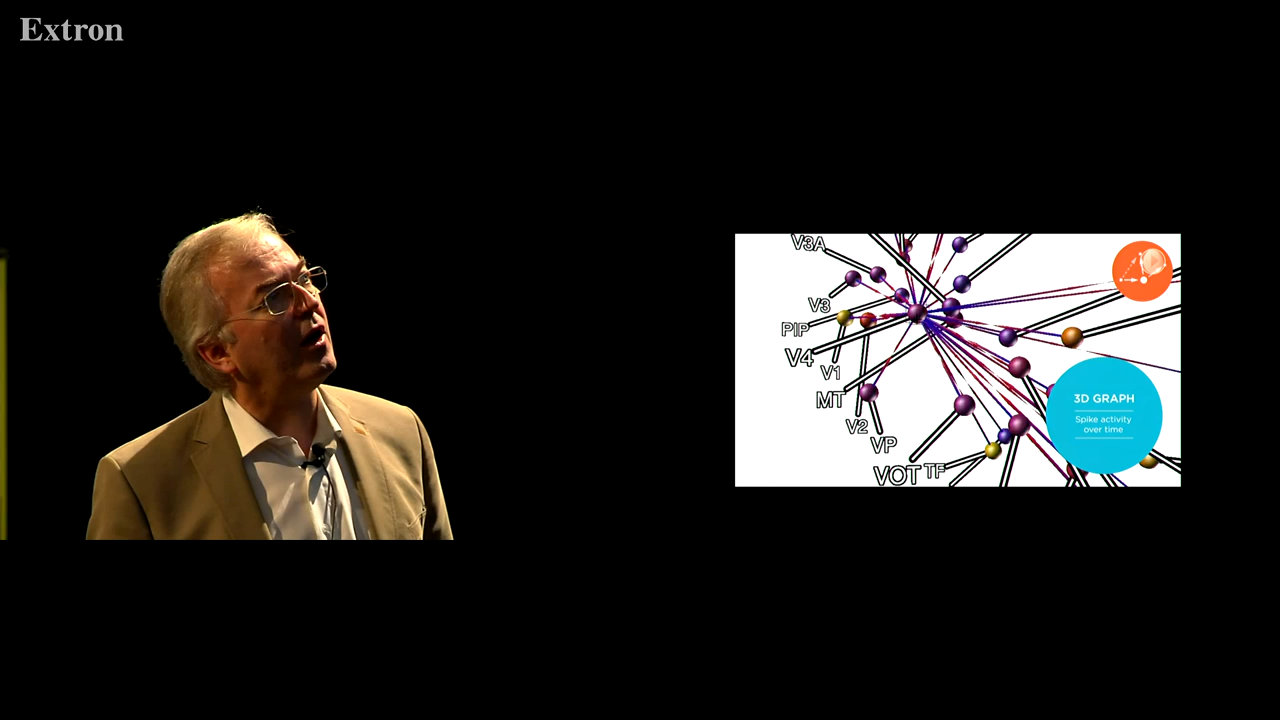 Extron
V3A
V3
PIP
V4
V1
MT
V2
VP
VOT
TF
3D GRAPH
Spike activity
over time